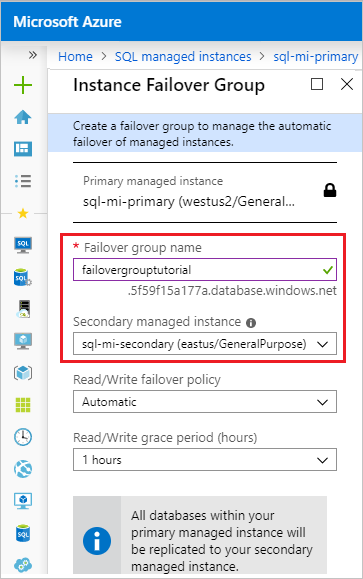 Microsoft Azure
» Home > SQL managed instances > sql-mi-primary
Instance Failover Group
Create a failover group to manage the automatic
failover of managed instances.
Primary managed instance
sql-mi-primary (westus2/General...
* Failover group name
failovergrouptutorial
.5f59f15a177a.database.windows.net
Secondary managed instance
sql-mi-secondary (eastus/GeneralPurpose)
Read/Write failover policy
Automatic
Read/Write grace period (hours)
1 hours
All databases within your
primary managed instance will
be replicated to your secondary
managed instance.